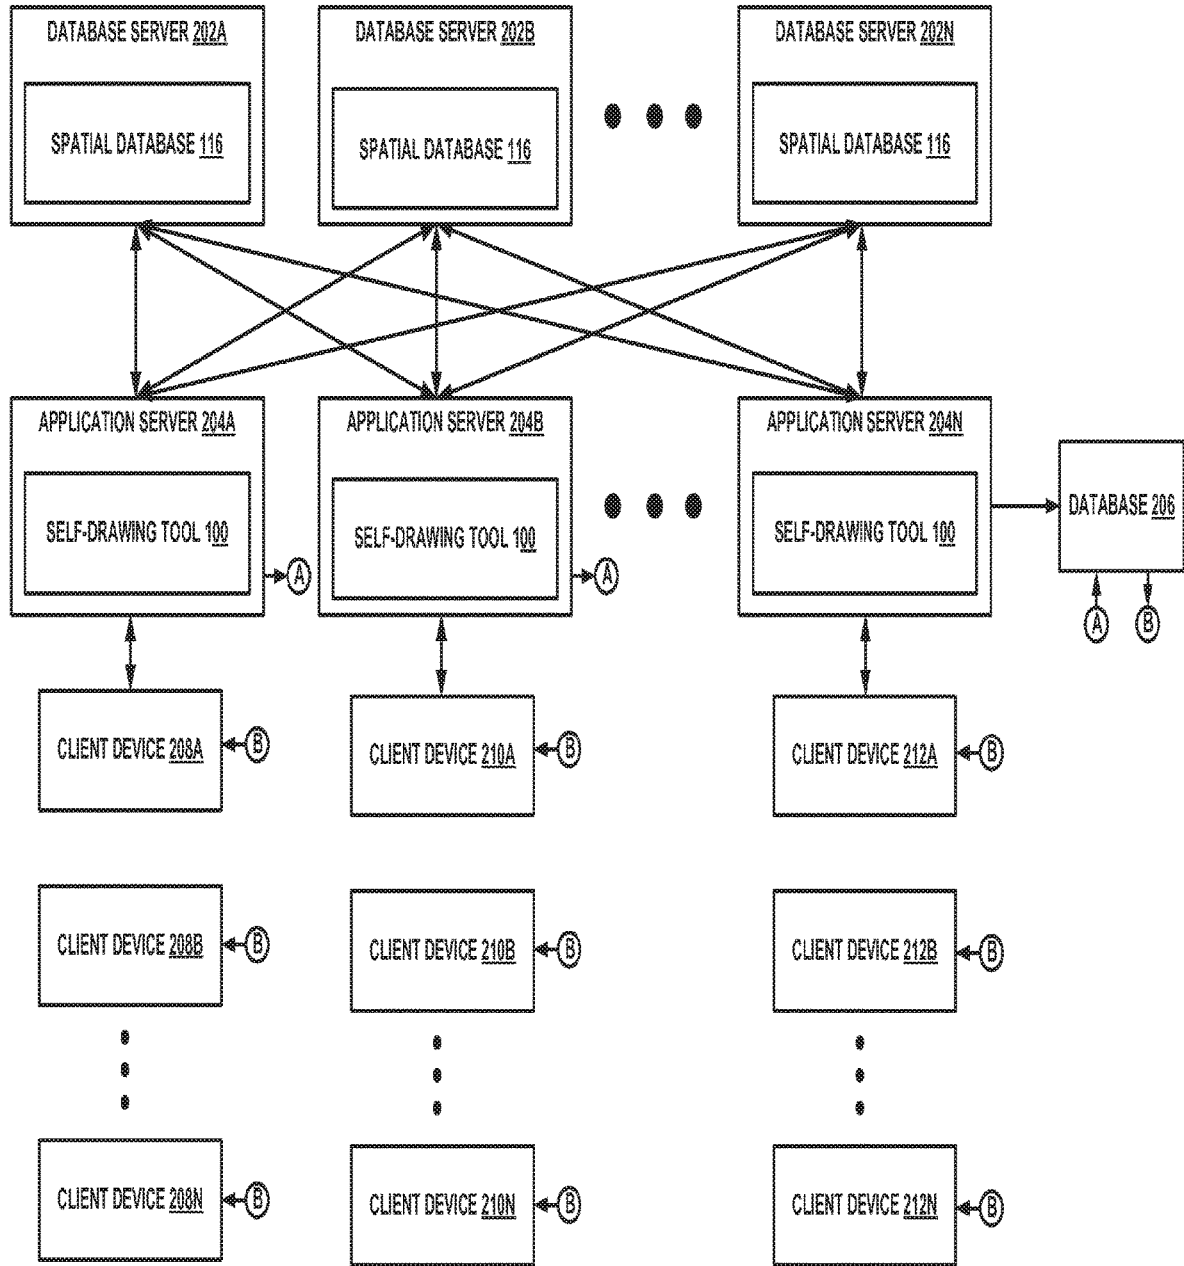 DATABASE SERVER 202A
DATABASE SERVER 202B
DATABASE SERVER 202N
SPATIAL DATABASE 116
SPATIAL DATABASE 116
SPATIAL DATABASE 116
APPLICATION SERVER 204A
APPLICATION SERVER 204B
APPLICATION SERVER 204N
SELF-DRAWING TOOL 100
SELF-DRAWING TOOL 100
SELF-DRAWING TOOL 100
DATABASE 206
A
A
A
B
CLIENT DEVICE 208A
B
CLIENT DEVICE 210A
B
CLIENT DEVICE 212A
B
CLIENT DEVICE 208B
B
CLIENT DEVICE 210B
B
CLIENT DEVICE 212B
B
CLIENT DEVICE 208N
B
CLIENT DEVICE 210N
B
CLIENT DEVICE 212N
B